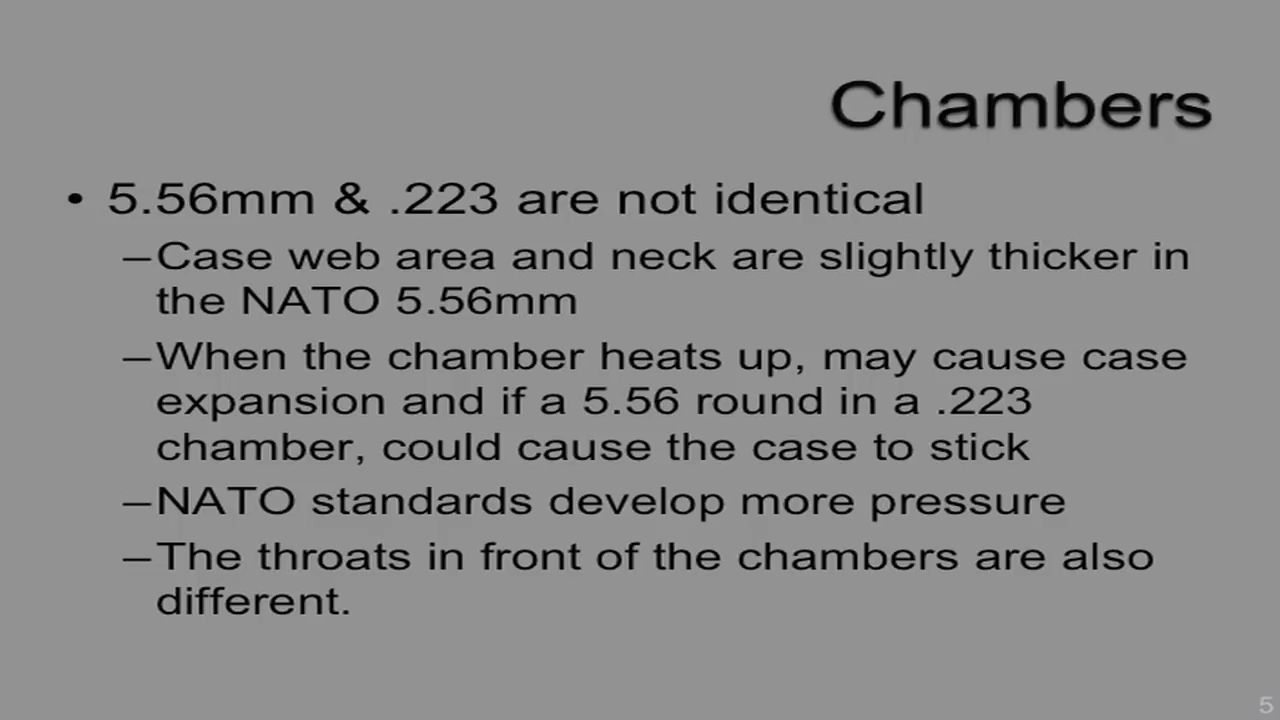 Chambers
• 5.56mm & .223 are not identical
–Case web area and neck are slightly thicker in
the NATO 5.56mm
–When the chamber heats up, may cause case
expansion and if a 5.56 round in a .223
chamber, could cause the case to stick
–NATO standards develop more pressure
–The throats in front of the chambers are also
different.
5